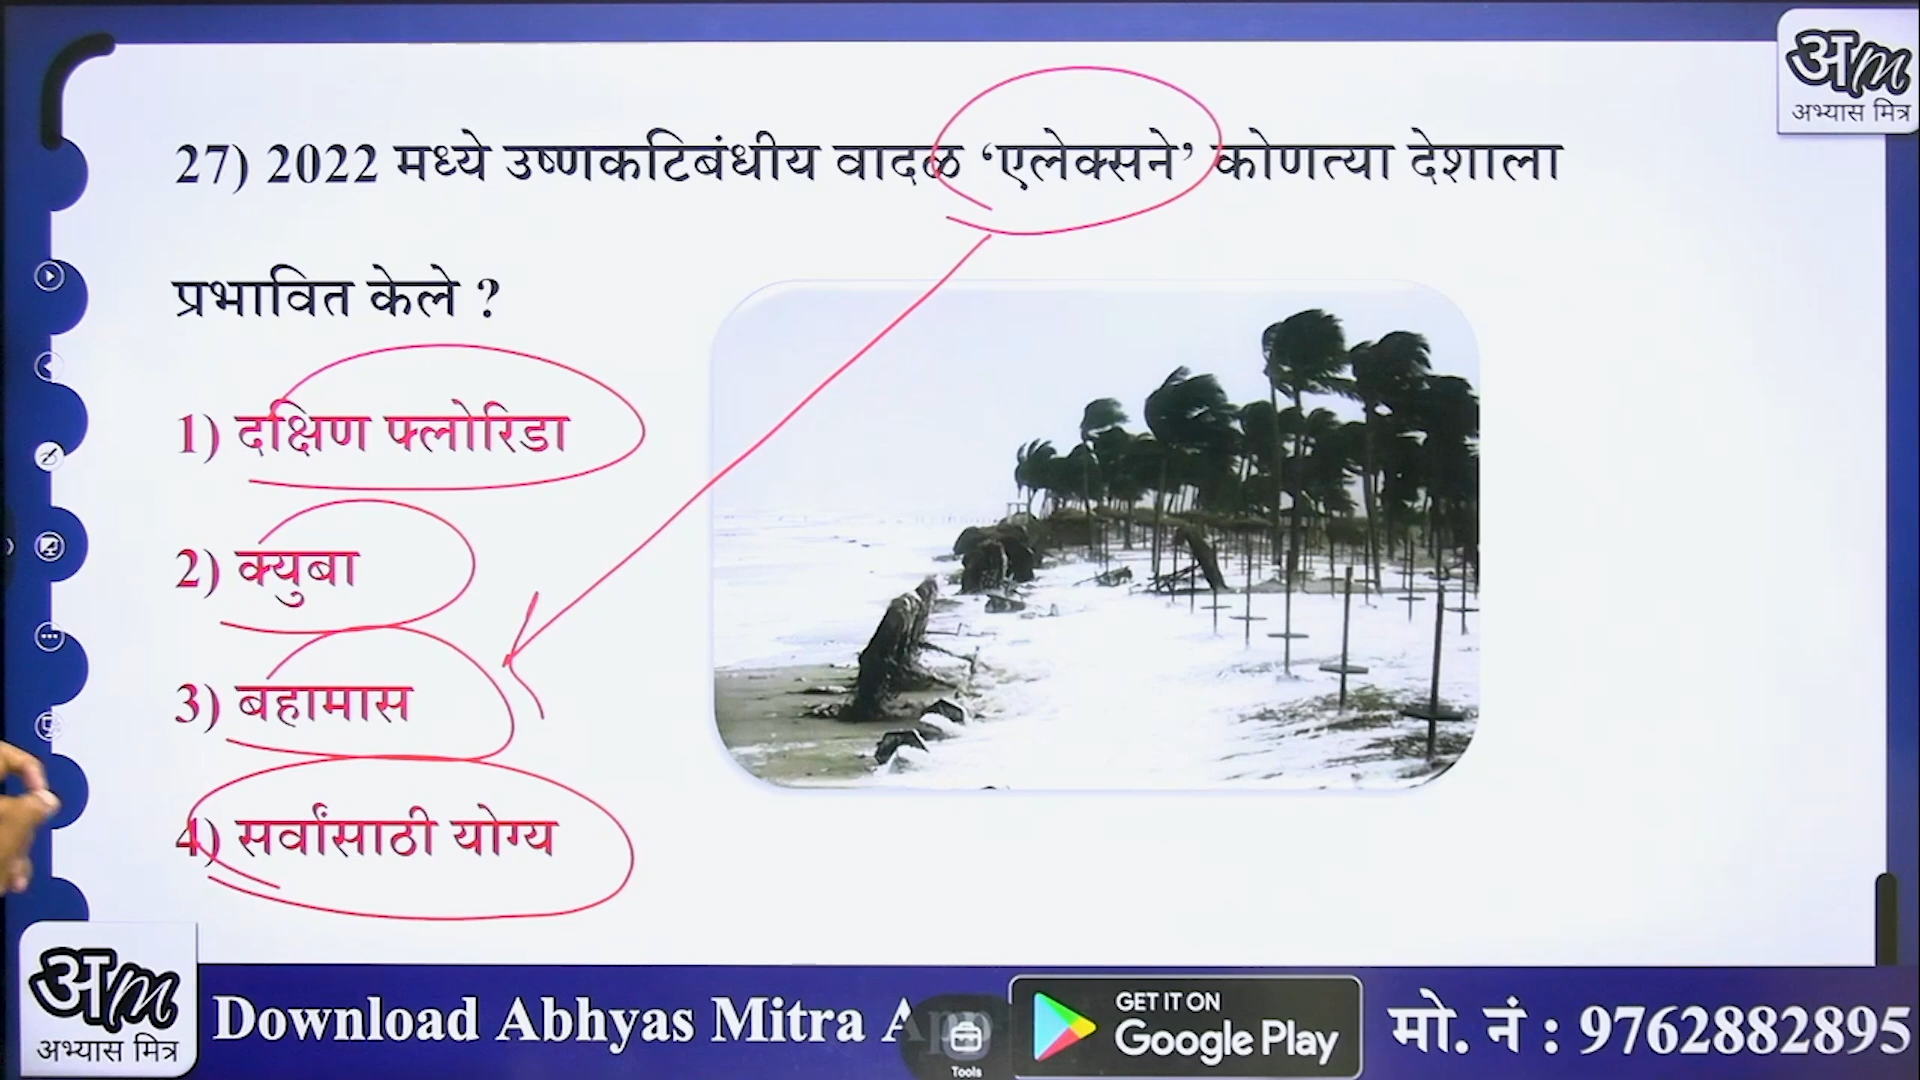 अm
अभ्यास मित्र
27) 2022 मध्ये उष्णकटिबंधीय वादळ ‘एलेक्सने’ कोणत्या देशाला
प्रभावित केले ?
1) दक्षिण फ्लोरिडा
2) क्युबा
3) बहामास
4) सर्वांसाठी योग्य
अm
अभ्यास मित्र
Download Abhyas Mitra App
Tools
GET IT ON
Google Play
मो. नं : 9762882895